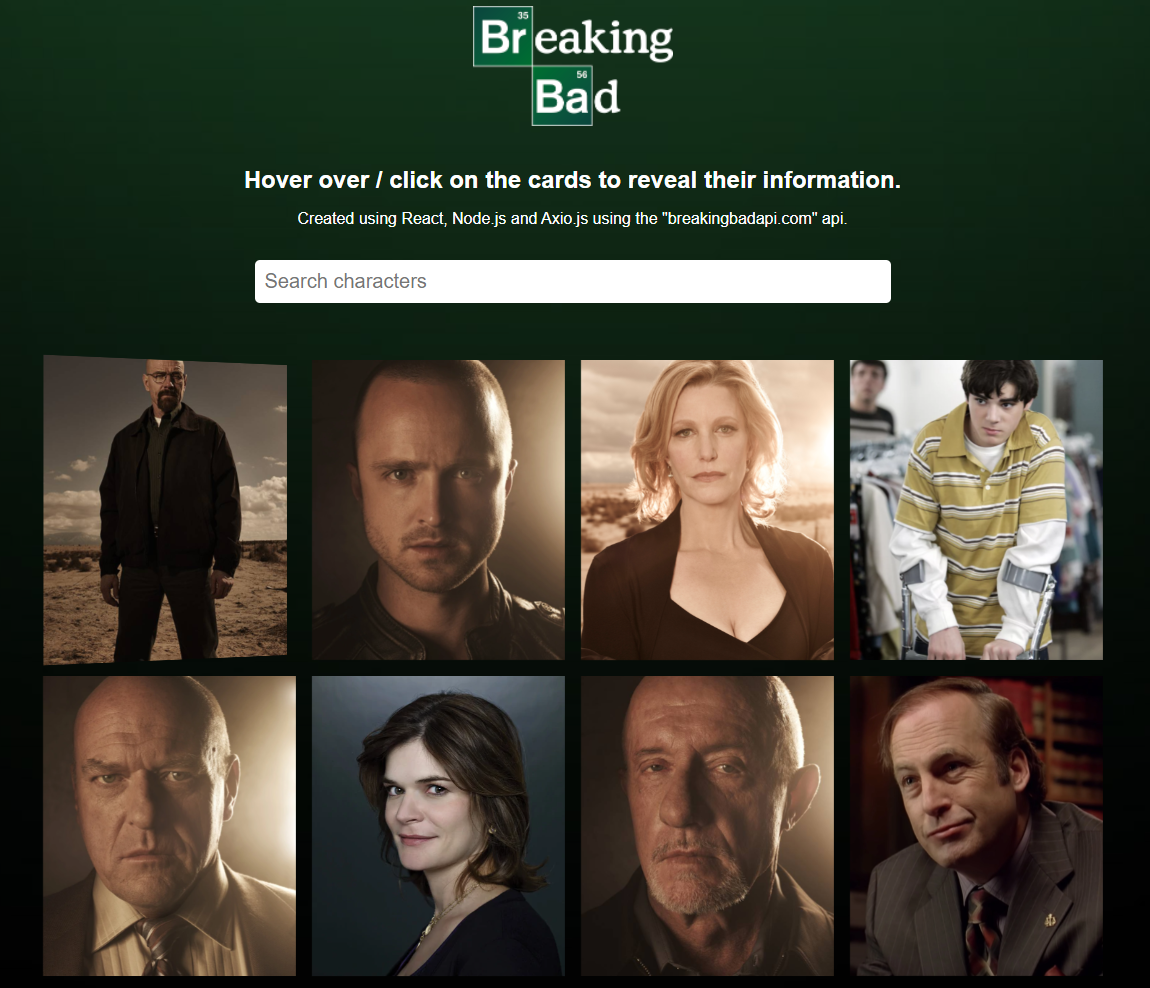 35
Breaking
56
Bad
Hover over / click on the cards to reveal their information.
Created using React, Node.js and Axio.js using the "breakingbadapi.com" api.
Search characters